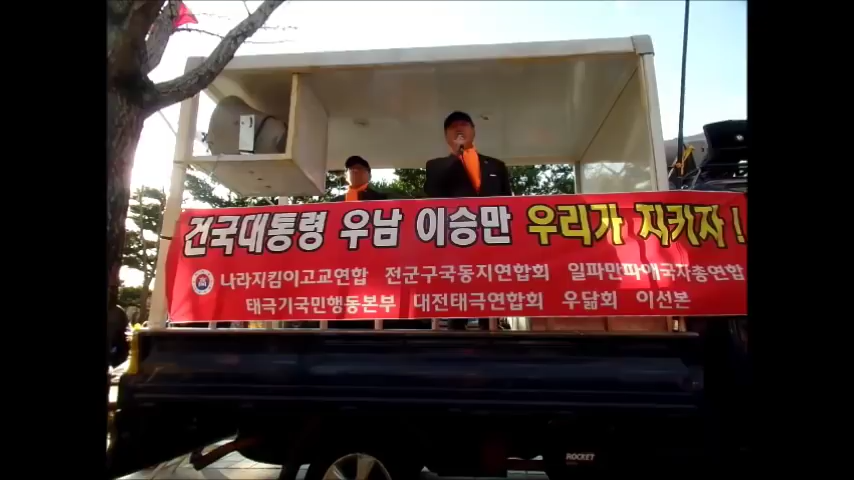 건국대통령 우남 이승만 우리가 지키자!
나라지킴이고교연합 전군구국동지연합회 일파만파애국자총연합
태극기국민행동본부 대전태극연합회 우닮회 이선본
ROCKET